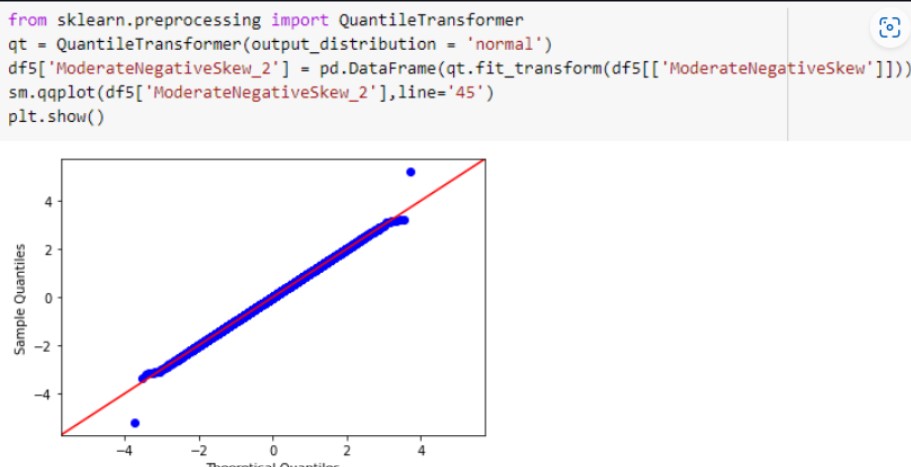 from sklearn.preprocessing import QuantileTransformer
qt = QuantileTransformer(output_distribution = 'normal')
df5['ModerateNegativeSkew_2'] = pd.DataFrame(qt.fit_transform(df5[['ModerateNegativeSkew']]))
sm.qqplot(df5['ModerateNegativeSkew_2'],line='45')
plt.show()
4
2
0
−2
−4
Sample Quantiles
−4 −2 0 2 4
Theoretical Quantiles